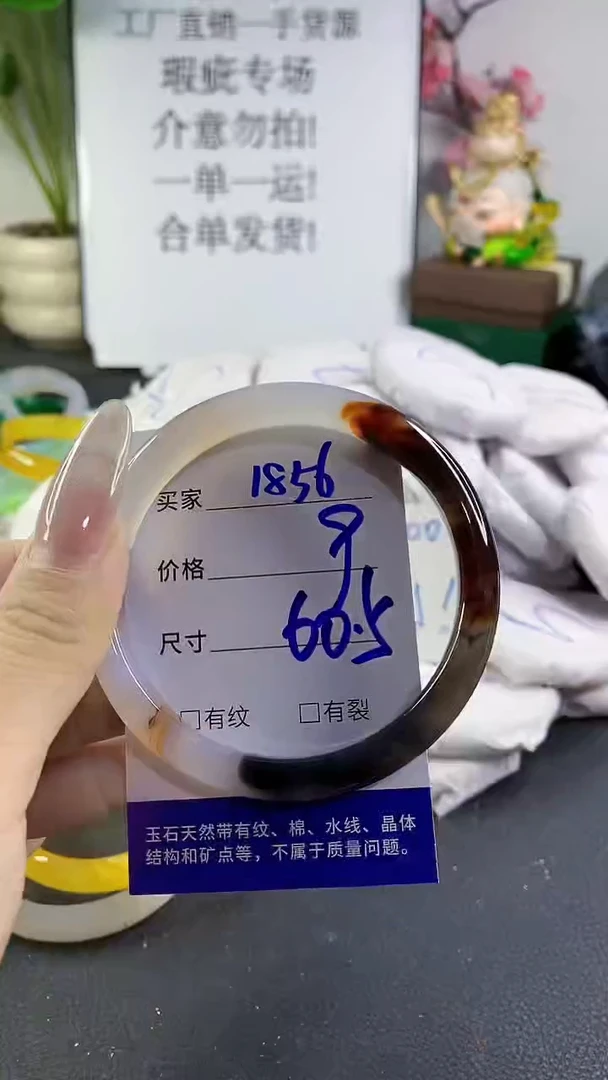 工厂直销一手货源
瑕疵专场
介意勿拍!
一单一运!
合单发货!
买家 1856
价格 9
尺寸 60.5
□有纹 □有裂
玉石天然带有纹、棉、水线、晶体
结构和矿点等，不属于质量问题。